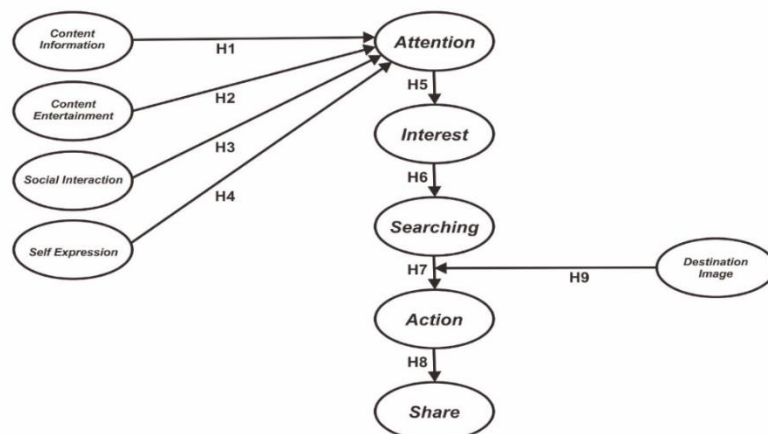 Content
Information
H1
Attention
H5
Content
Entertainment
H2
Interest
H3
Social Interaction
H6
H4
Searching
Self Expression
H7
H9
Destination
Image
Action
H8
Share